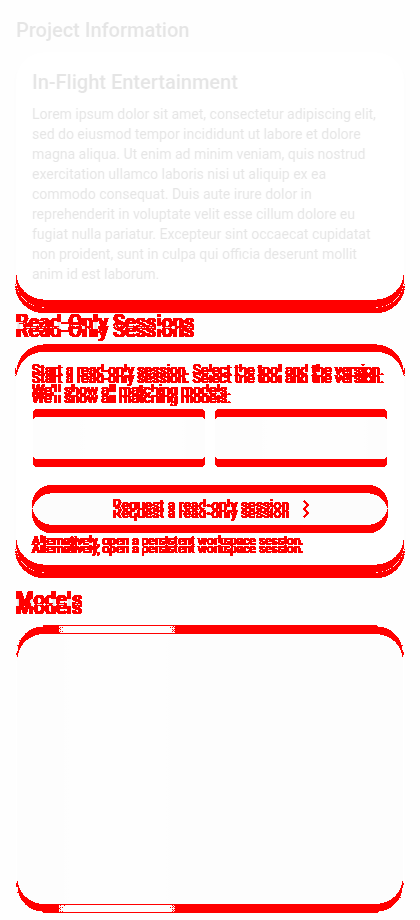 Project Information
In-Flight Entertainment
Lorem ipsum dolor sit amet, consectetur adipiscing elit,
sed do eiusmod tempor incididunt ut labore et dolore
magna aliqua. Ut enim ad minim veniam, quis nostrud
exercitation ullamco laboris nisi ut aliquip ex ea
commodo consequat. Duis aute irure dolor in
reprehenderit in voluptate velit esse cillum dolore eu
fugiat nulla pariatur. Excepteur sint occaecat cupidatat
non proident, sunt in culpa qui officia deserunt mollit
anim id est laborum.
Read-Only Sessions
Start a read-only session. Select the tool and the version.
We'll show all matching models.
Request a read-only session
Alternatively, open a persistent workspace session.
Models